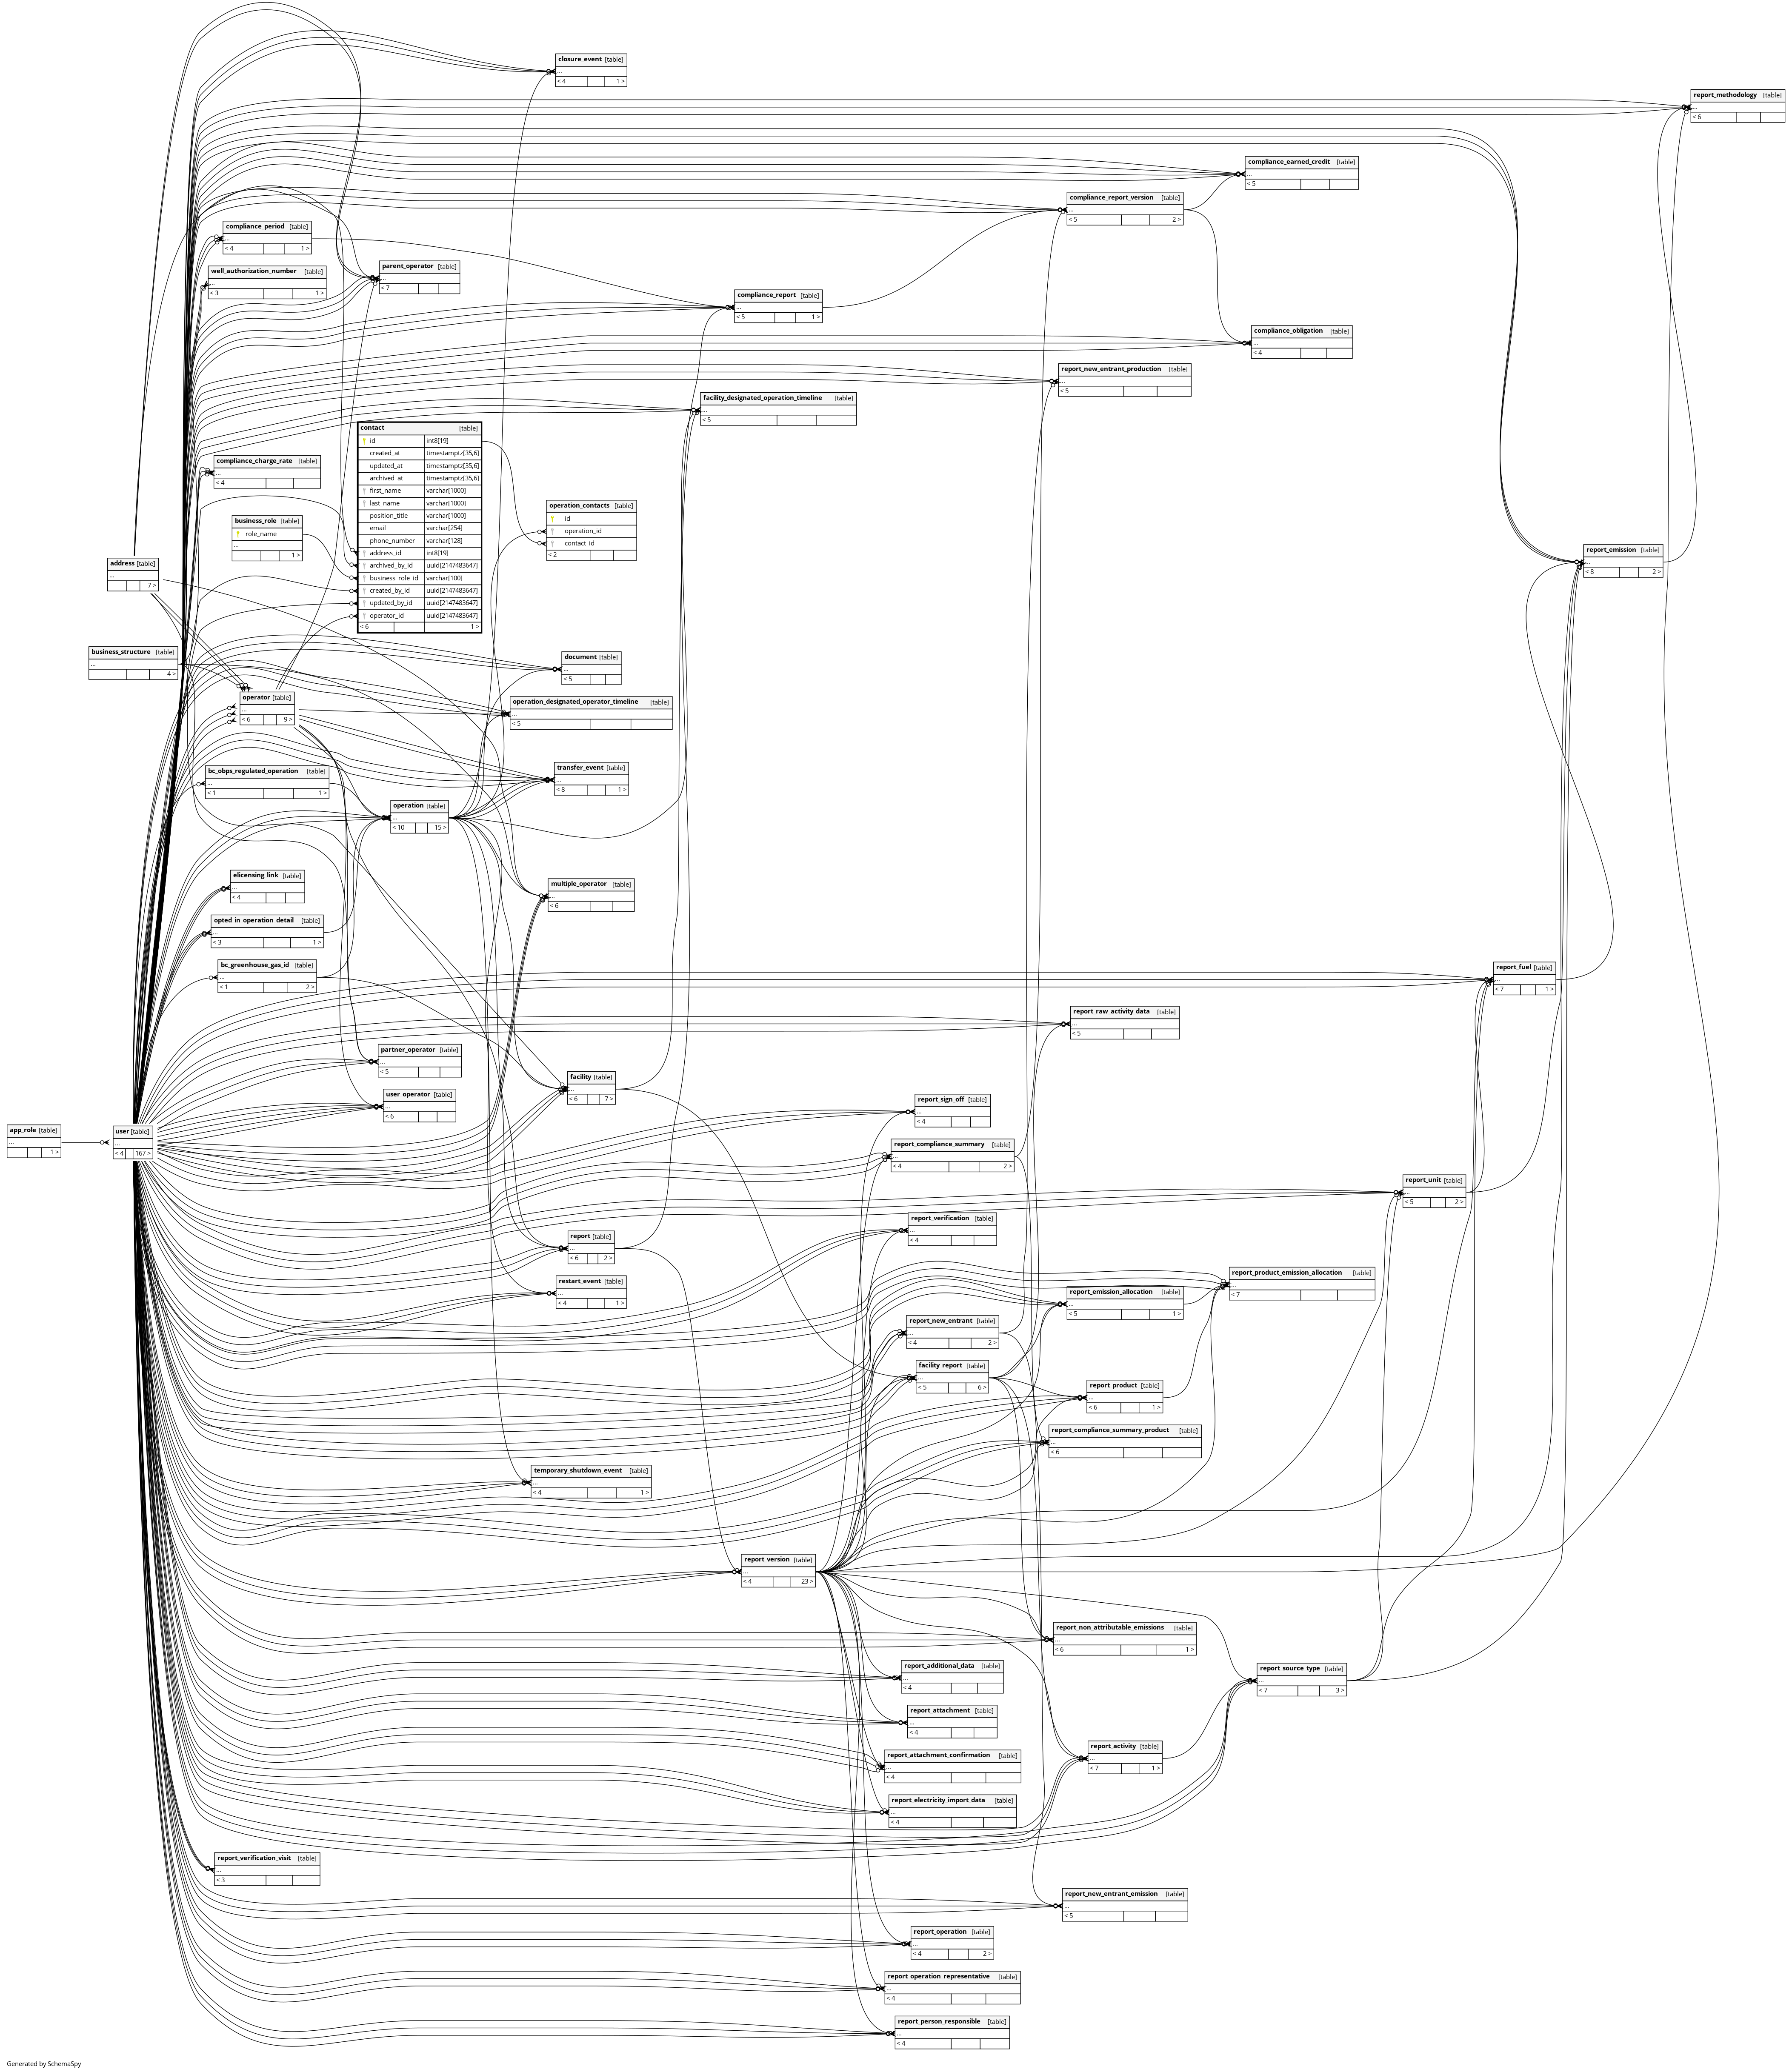 closure_event [table]
...
< 4 1 >
report_methodology [table]
...
< 6
compliance_earned_credit [table]
...
< 5
compliance_report_version [table]
...
< 5 2 >
compliance_period [table]
...
< 4 1 >
parent_operator [table]
...
< 7
well_authorization_number [table]
...
< 3 1 >
compliance_report [table]
...
< 5 1 >
compliance_obligation [table]
...
< 4
report_new_entrant_production [table]
...
< 5
facility_designated_operation_timeline [table]
...
< 5
contact [table]
id int8[19]
created_at timestamptz[35,6]
updated_at timestamptz[35,6]
archived_at timestamptz[35,6]
first_name varchar[1000]
last_name varchar[1000]
position_title varchar[1000]
email varchar[254]
phone_number varchar[128]
address_id int8[19]
archived_by_id uuid[2147483647]
business_role_id varchar[100]
created_by_id uuid[2147483647]
updated_by_id uuid[2147483647]
operator_id uuid[2147483647]
< 6 1 >
compliance_charge_rate [table]
...
< 4
operation_contacts [table]
id
operation_id
contact_id
< 2
business_role [table]
role_name
...
1 >
address [table]
...
7 >
report_emission [table]
...
< 8 2 >
business_structure [table]
...
4 >
document [table]
...
< 5
operator [table]
...
< 6 9 >
operation_designated_operator_timeline [table]
...
< 5
bc_obps_regulated_operation [table]
...
< 1 1 >
transfer_event [table]
...
< 8 1 >
operation [table]
...
< 10 15 >
elicensing_link [table]
...
< 4
multiple_operator [table]
...
< 6
opted_in_operation_detail [table]
...
< 3 1 >
bc_greenhouse_gas_id [table]
...
< 1 2 >
report_fuel [table]
...
< 7 1 >
report_raw_activity_data [table]
...
< 5
partner_operator [table]
...
< 5
facility [table]
...
< 6 7 >
user_operator [table]
...
< 6
report_sign_off [table]
...
< 4
app_role [table]
...
1 >
user [table]
...
< 4 167 >
report_compliance_summary [table]
...
< 4 2 >
report_unit [table]
...
< 5 2 >
report_verification [table]
...
< 4
report [table]
...
< 6 2 >
report_product_emission_allocation [table]
...
< 7
restart_event [table]
...
< 4 1 >
report_emission_allocation [table]
...
< 5 1 >
report_new_entrant [table]
...
< 4 2 >
facility_report [table]
...
< 5 6 >
report_product [table]
...
< 6 1 >
report_compliance_summary_product [table]
...
< 6
temporary_shutdown_event [table]
...
< 4 1 >
report_version [table]
...
< 4 23 >
report_non_attributable_emissions [table]
...
< 6 1 >
report_additional_data [table]
...
< 4
report_source_type [table]
...
< 7 3 >
report_attachment [table]
...
< 4
report_activity [table]
...
< 7 1 >
report_attachment_confirmation [table]
...
< 4
report_electricity_import_data [table]
...
< 4
report_verification_visit [table]
...
< 3
report_new_entrant_emission [table]
...
< 5
report_operation [table]
...
< 4 2 >
report_operation_representative [table]
...
< 4
report_person_responsible [table]
...
< 4
Generated by SchemaSpy